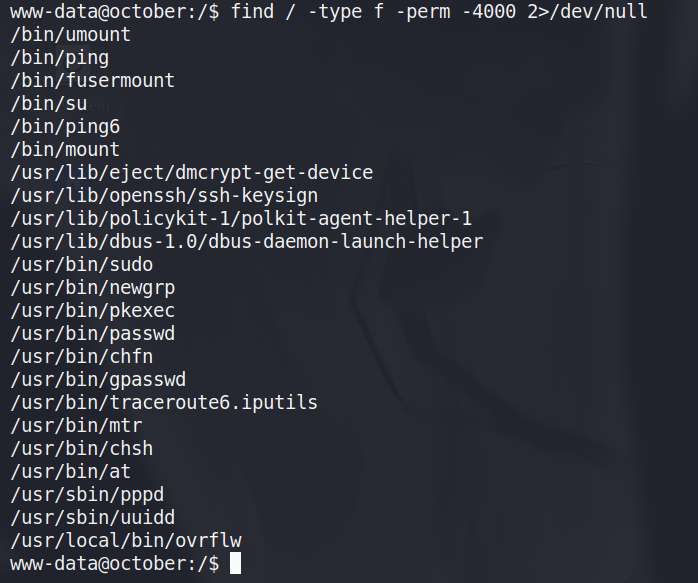 www-data@october:/$ find / -type f -perm -4000 2>/dev/null
/bin/umount
/bin/ping
/bin/fusermount
/bin/su
/bin/ping6
/bin/mount
/usr/lib/eject/dmcrypt-get-device
/usr/lib/openssh/ssh-keysign
/usr/lib/policykit-1/polkit-agent-helper-1
/usr/lib/dbus-1.0/dbus-daemon-launch-helper
/usr/bin/sudo
/usr/bin/newgrp
/usr/bin/pkexec
/usr/bin/passwd
/usr/bin/chfn
/usr/bin/gpasswd
/usr/bin/traceroute6.iputils
/usr/bin/mtr
/usr/bin/chsh
/usr/bin/at
/usr/sbin/pppd
/usr/sbin/uuidd
/usr/local/bin/ovrflw
www-data@october:/$